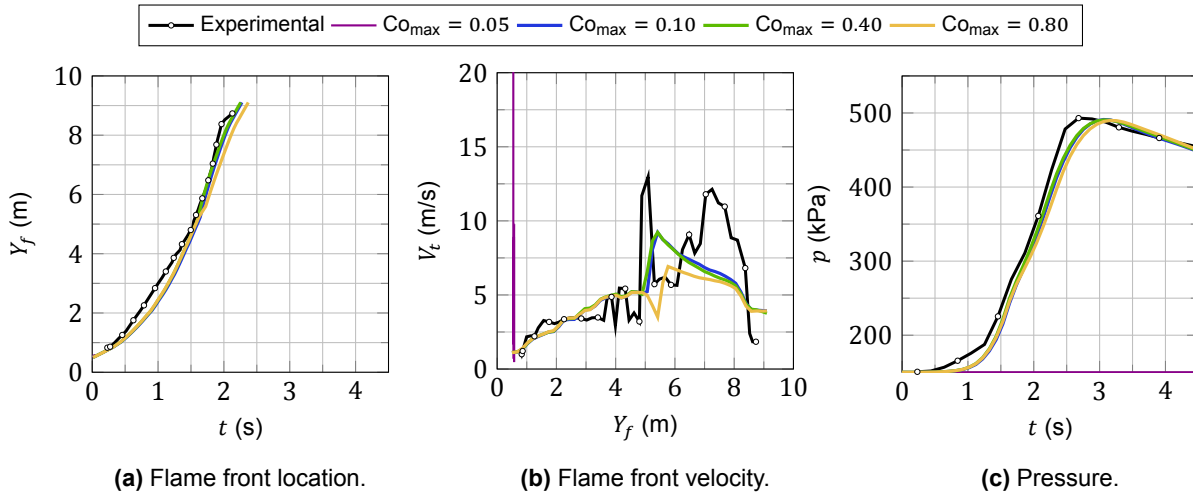 Experimental Co_max = 0.05 Co_max = 0.10 Co_max = 0.40 Co_max = 0.80
10
8
6
4
2
0
0 1 2 3 4
Y_f (m)
t (s)
(a) Flame front location.
20
15
10
5
0
0 2 4 6 8 10
V_t (m/s)
Y_f (m)
(b) Flame front velocity.
500
400
300
200
0 1 2 3 4
p (kPa)
t (s)
(c) Pressure.